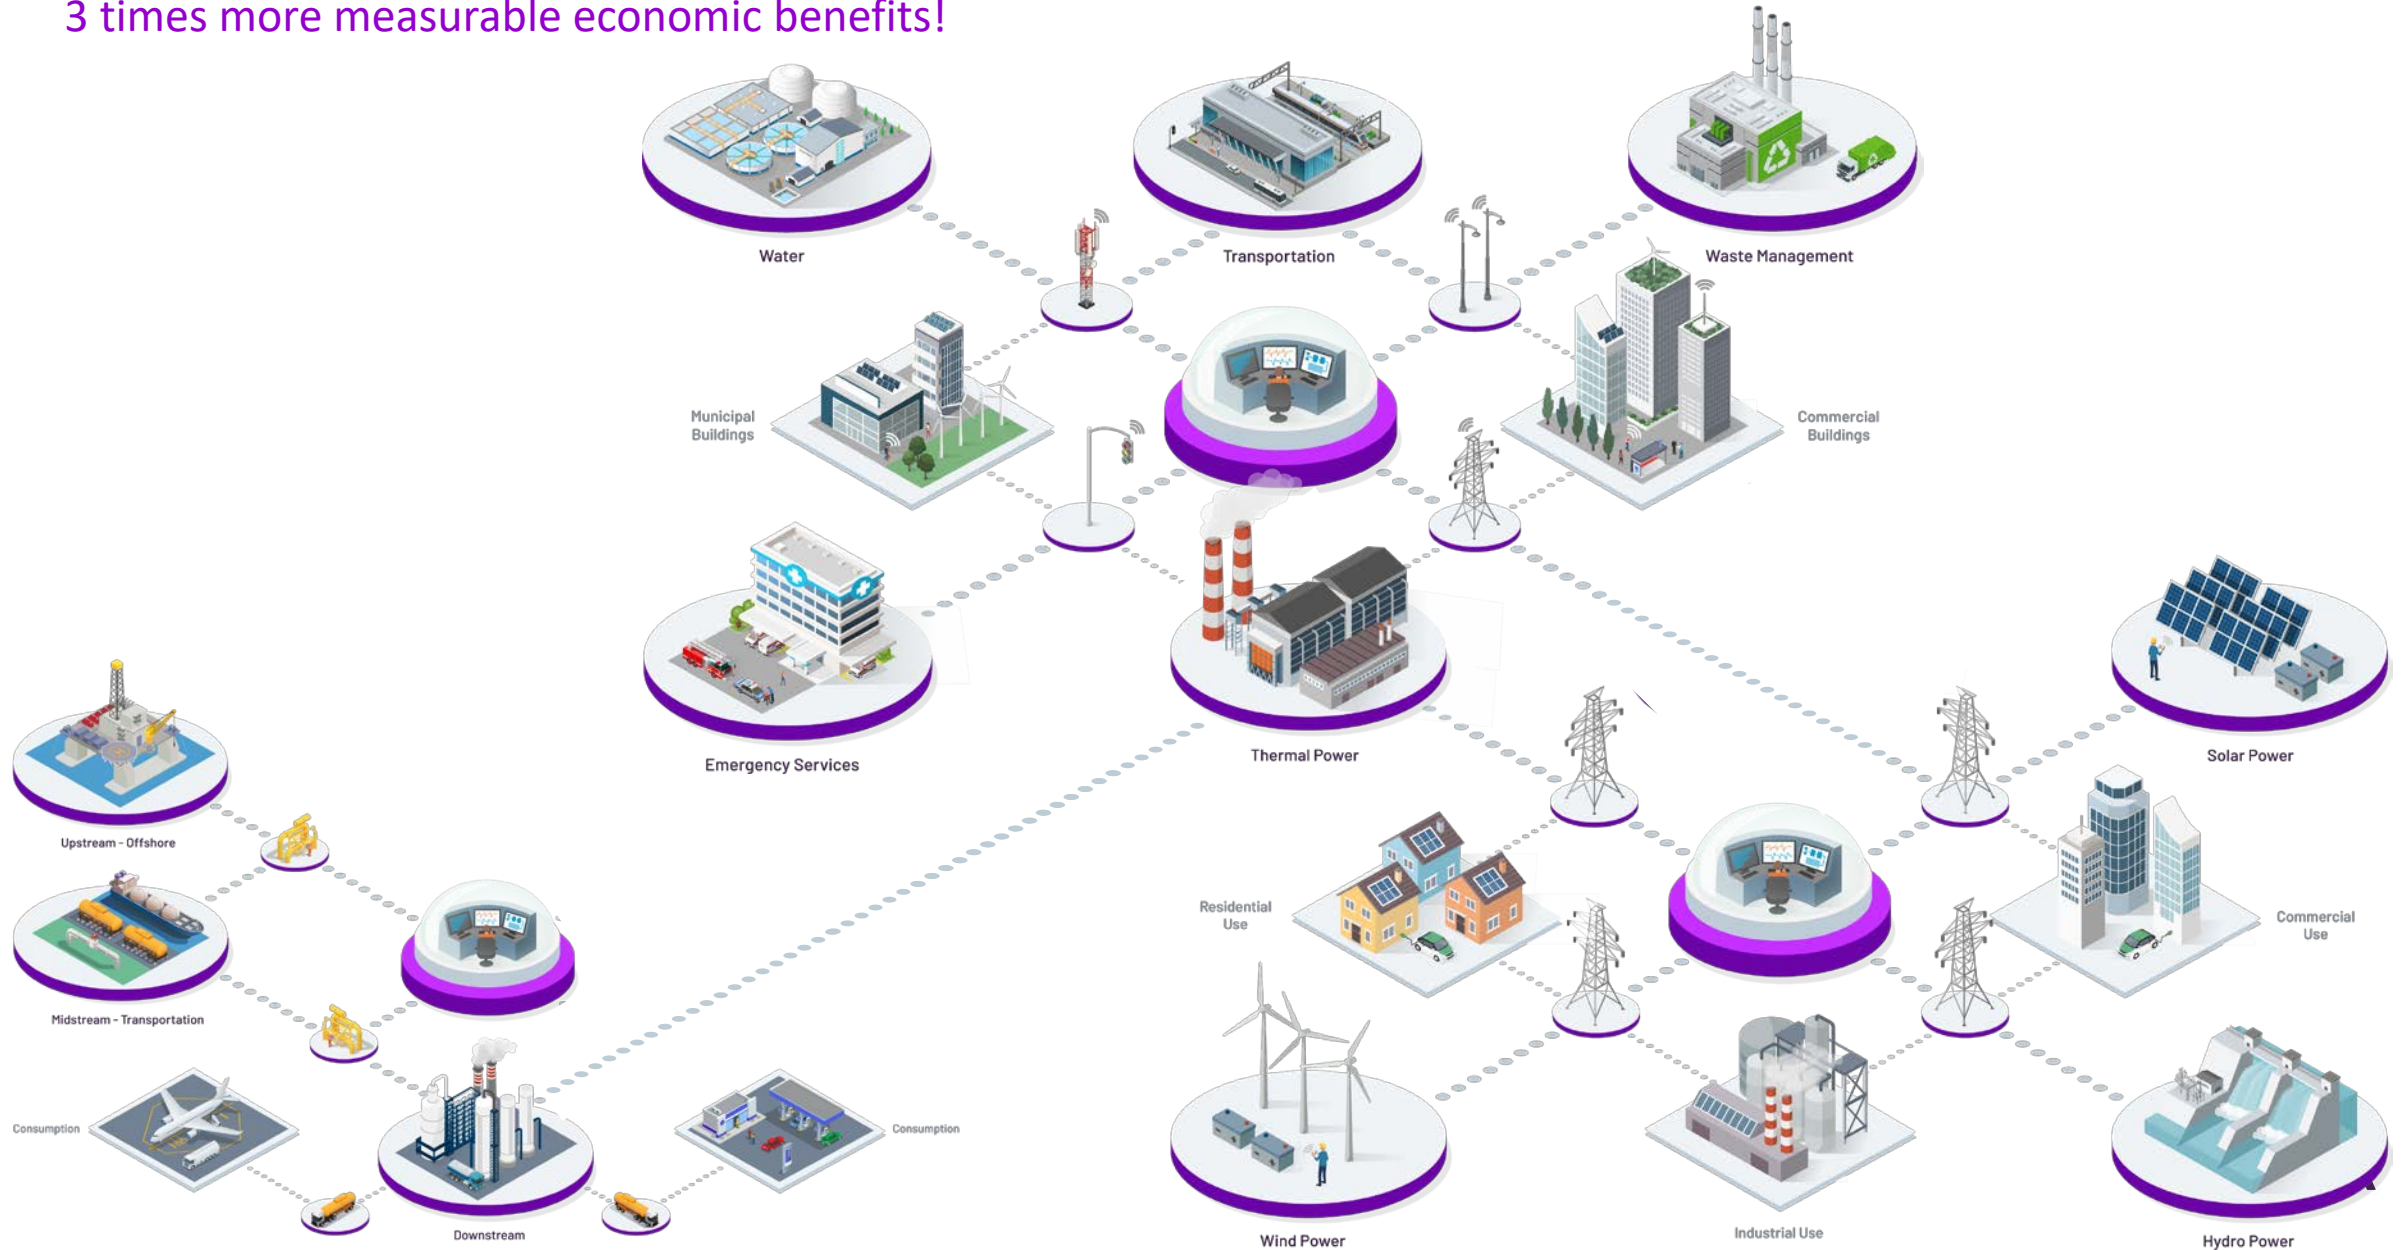 3 times more measurable economic benefits!
Water
Transportation
Waste Management
Municipal
Buildings
Commercial
Buildings
Emergency Services
Thermal Power
Solar Power
Upstream - Offshore
Residential
Use
Commercial
Use
Midstream - Transportation
Consumption
Consumption
Downstream
Wind Power
Industrial Use
Hydro Power